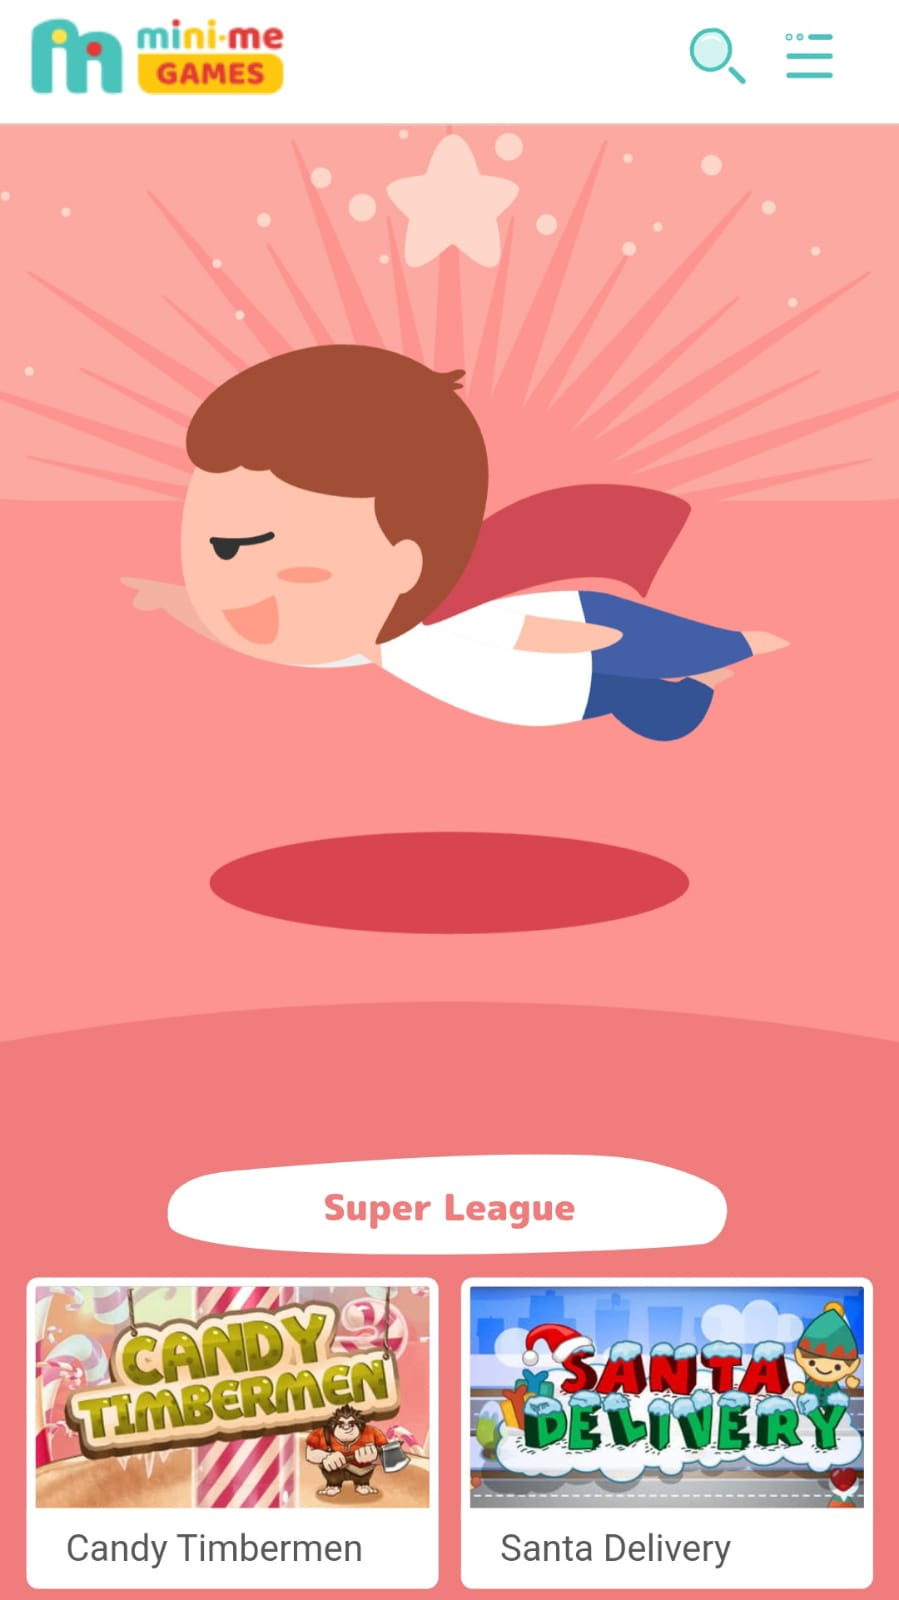 mini-me
GAMES
Super League
CANDY
TIMBERMEN
SANTA
DELIVERY
Candy Timbermen
Santa Delivery